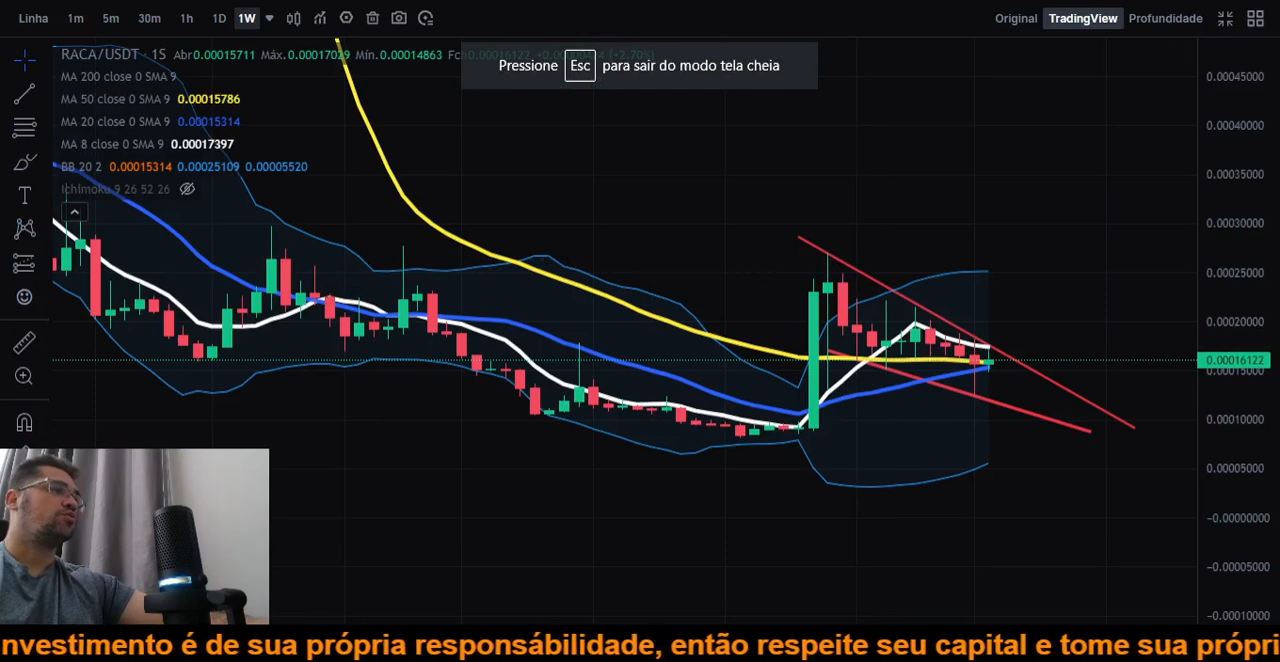 Linha 1m 5m 30m 1h 1D 1W Original TradingView Profundidade
RACA/USDT · 1S Abr0.00015711 Máx.0.00017029 Mín.0.00014863 Fch0.00016122 (+2.70%)
Pressione Esc para sair do modo tela cheia
MA 200 close 0 SMA 9
MA 50 close 0 SMA 9 0.00015786
MA 20 close 0 SMA 9 0.00015314
MA 8 close 0 SMA 9 0.00017397
BB 20 2 0.00015314 0.00025109 0.00005520
Ichimoku 9 26 52 26
0.00045000
0.00040000
0.00035000
0.00030000
0.00025000
0.00020000
0.00016122
0.00015000
0.00010000
0.00005000
−0.00000000
−0.00005000
−0.00010000
nvestimento é de sua própria responsábilidade, então respeite seu capital e tome sua própri